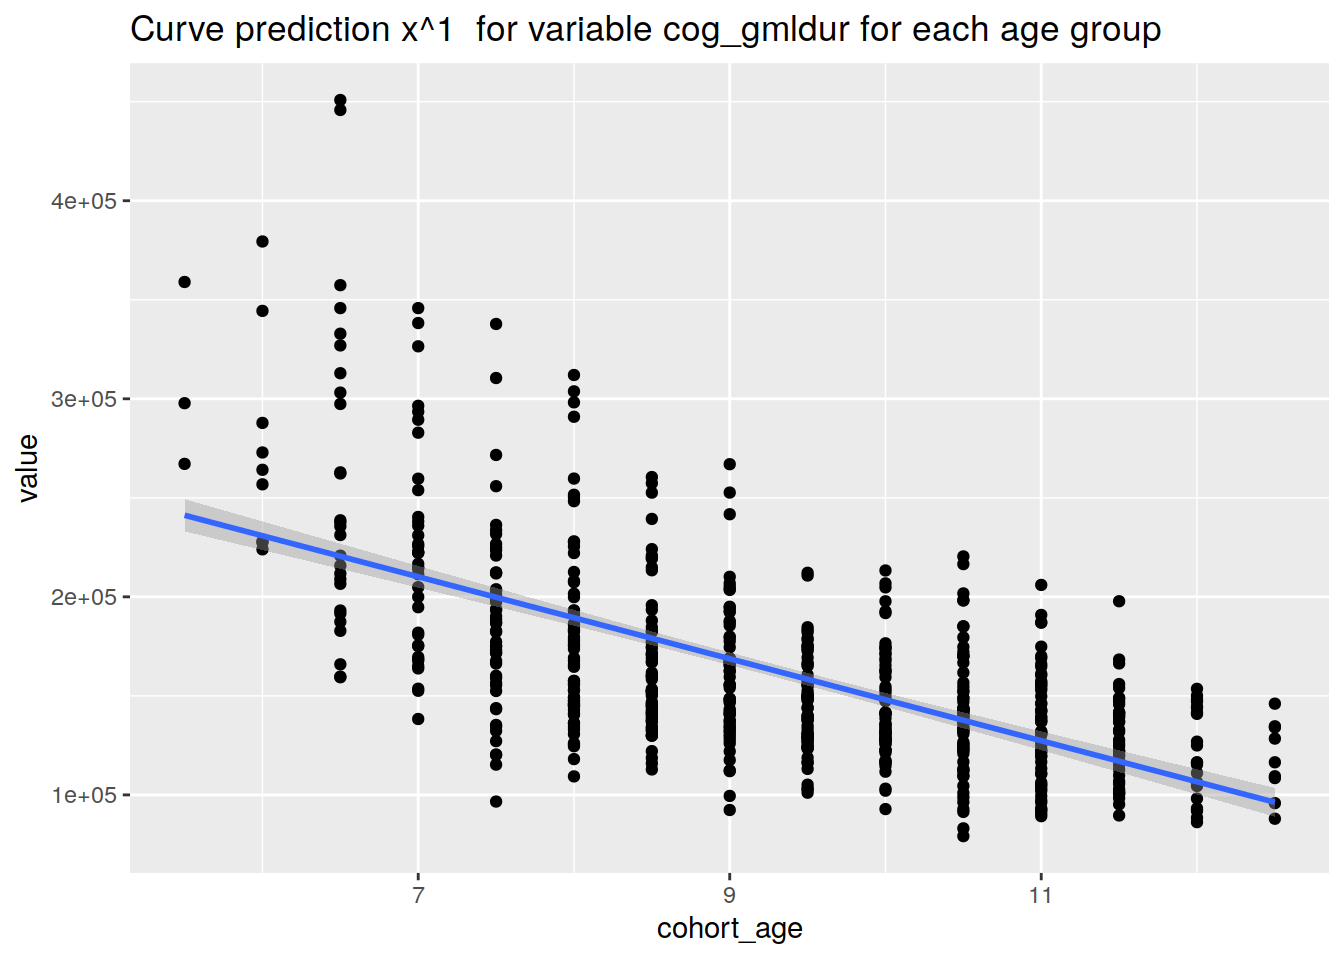 Curve prediction x^1  for variable cog_gmldur for each age group
4e+05
3e+05
2e+05
1e+05
value
7
9
11
cohort_age